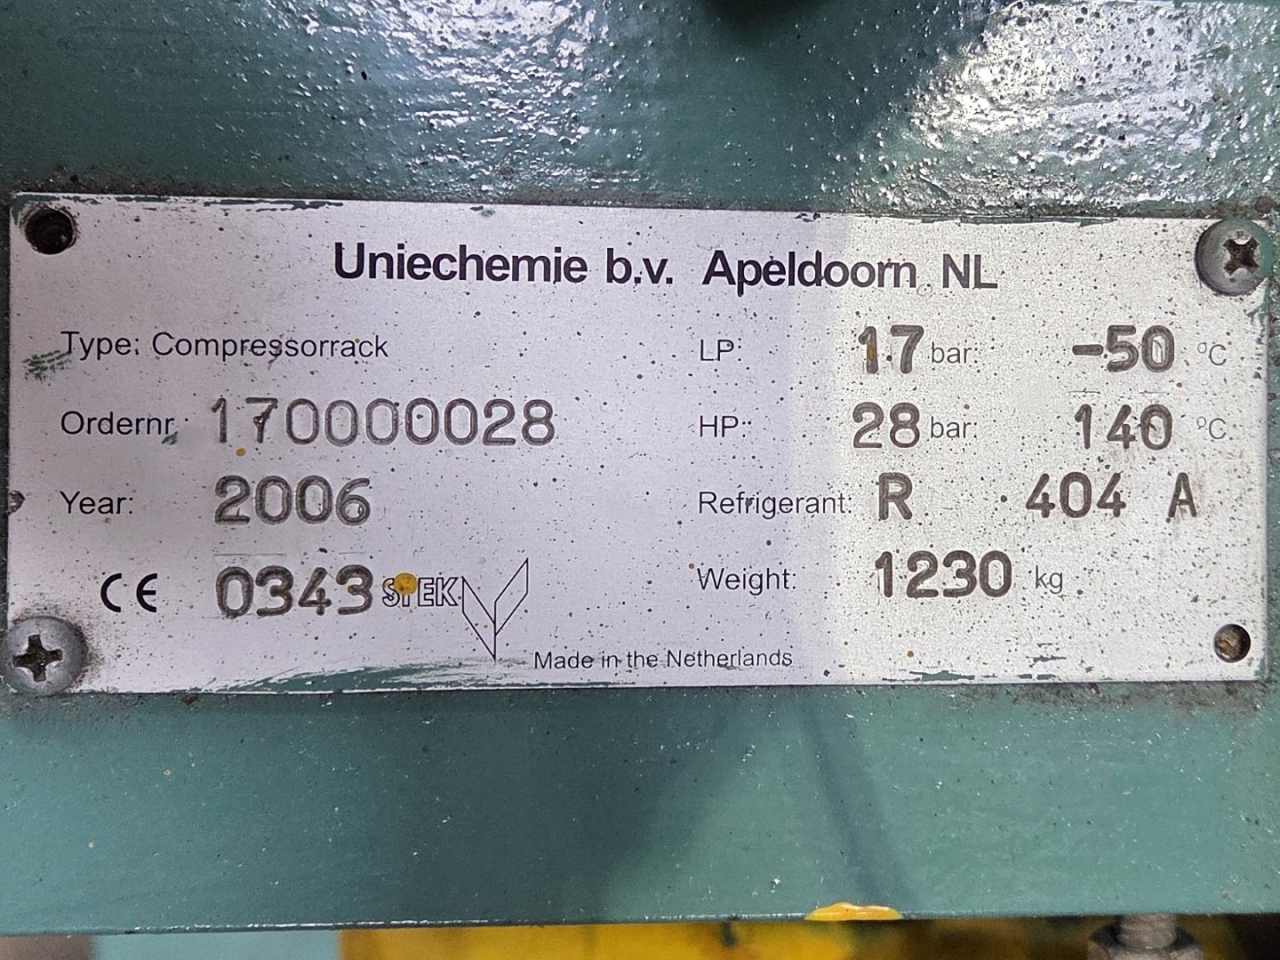 Uniechemie b.v. Apeldoorn NL
Type: Compressorrack
LP: 17 bar: -50 °C
Ordernr: 170000028
HP: 28 bar: 140 °C
Year: 2006
Refrigerant: R 404 A
CE 0343 STEK
Weight: 1230 kg
Made in the Netherlands